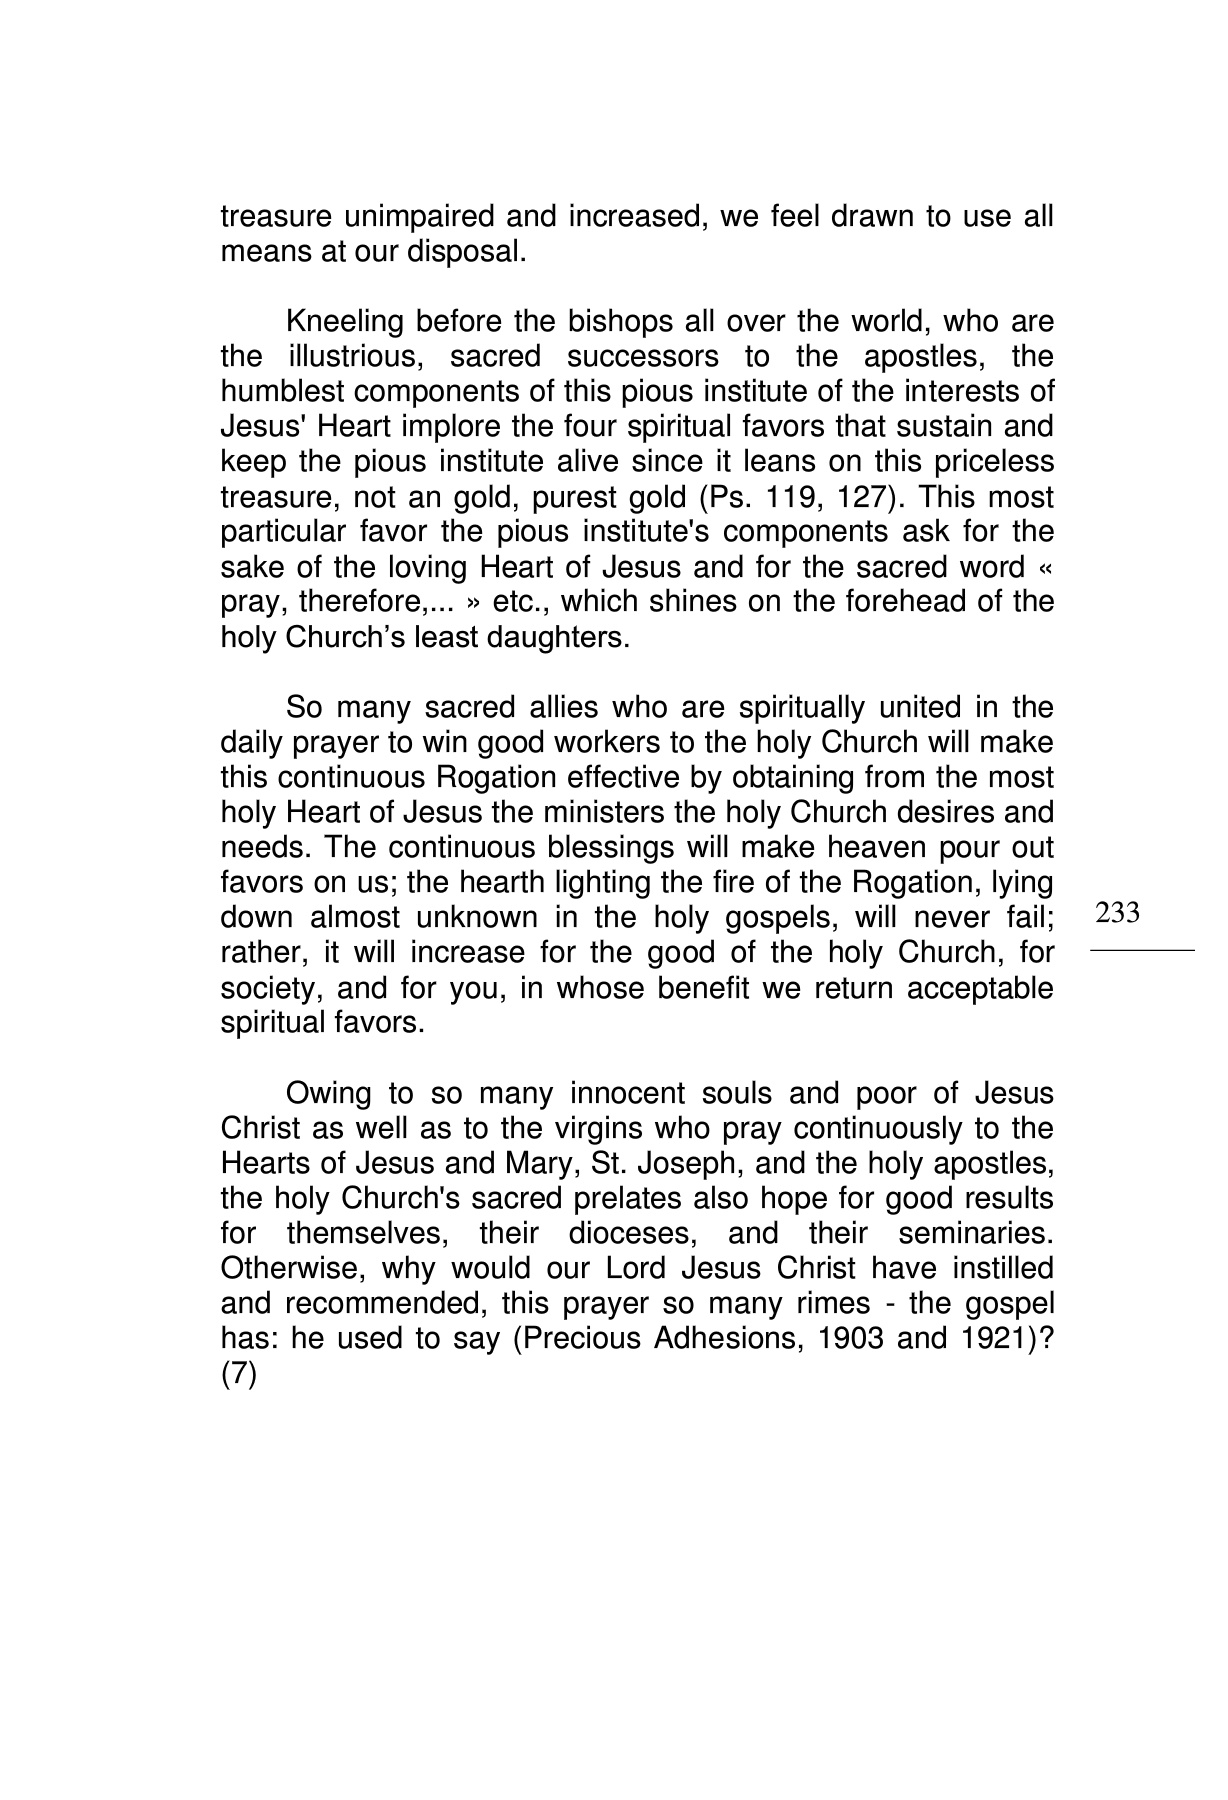 treasure unimpaired and increased, we feel drawn to use all
means at our disposal.
Kneeling before the bishops all over the world, who are
the illustrious, sacred successors to the apostles, the
humblest components of this pious institute of the interests of
Jesus' Heart implore the four spiritual favors that sustain and
keep the pious institute alive since it leans on this priceless
treasure, not an gold, purest gold (Ps. 119, 127). This most
particular favor the pious institute's components ask for the
sake of the loving Heart of Jesus and for the sacred word «
pray, therefore,... » etc., which shines on the forehead of the
holy Church’s least daughters.
So many sacred allies who are spiritually united in the
daily prayer to win good workers to the holy Church will make
this continuous Rogation effective by obtaining from the most
holy Heart of Jesus the ministers the holy Church desires and
needs. The continuous blessings will make heaven pour out
favors on us; the hearth lighting the fire of the Rogation, lying
down almost unknown in the holy gospels, will never fail;
rather, it will increase for the good of the holy Church, for
society, and for you, in whose benefit we return acceptable
spiritual favors.
Owing to so many innocent souls and poor of Jesus
Christ as well as to the virgins who pray continuously to the
Hearts of Jesus and Mary, St. Joseph, and the holy apostles,
the holy Church's sacred prelates also hope for good results
for themselves, their dioceses, and their seminaries.
Otherwise, why would our Lord Jesus Christ have instilled
and recommended, this prayer so many rimes - the gospel
has: he used to say (Precious Adhesions, 1903 and 1921)?
(7)
233